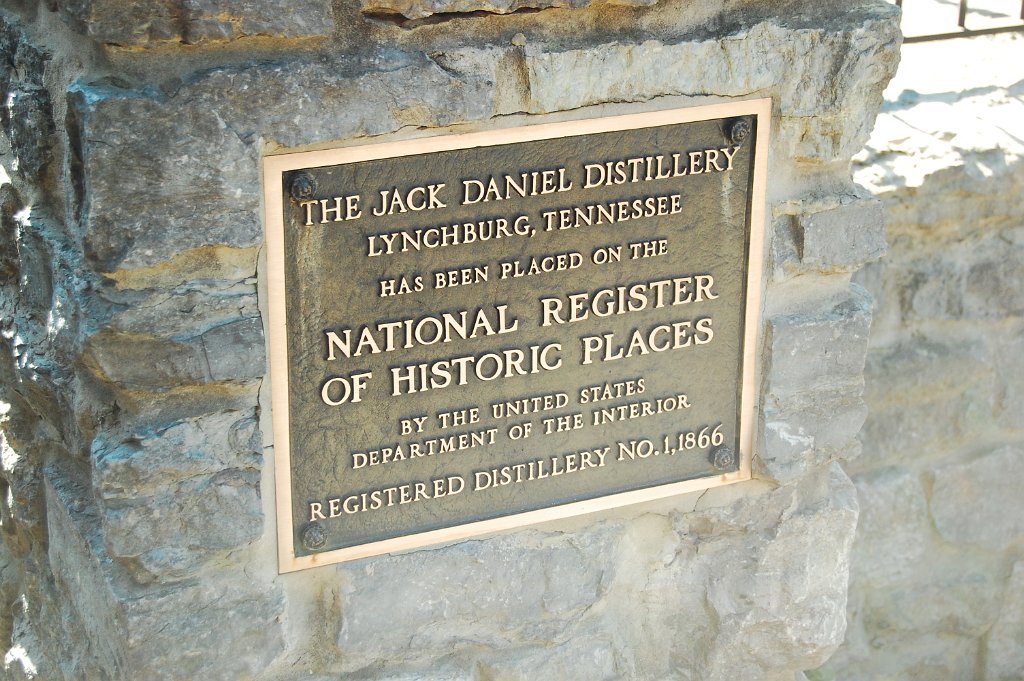 THE JACK DANIEL DISTILLERY
LYNCHBURG, TENNESSEE
HAS BEEN PLACED ON THE
NATIONAL REGISTER
OF HISTORIC PLACES
BY THE UNITED STATES
DEPARTMENT OF THE INTERIOR
REGISTERED DISTILLERY NO. 1, 1866